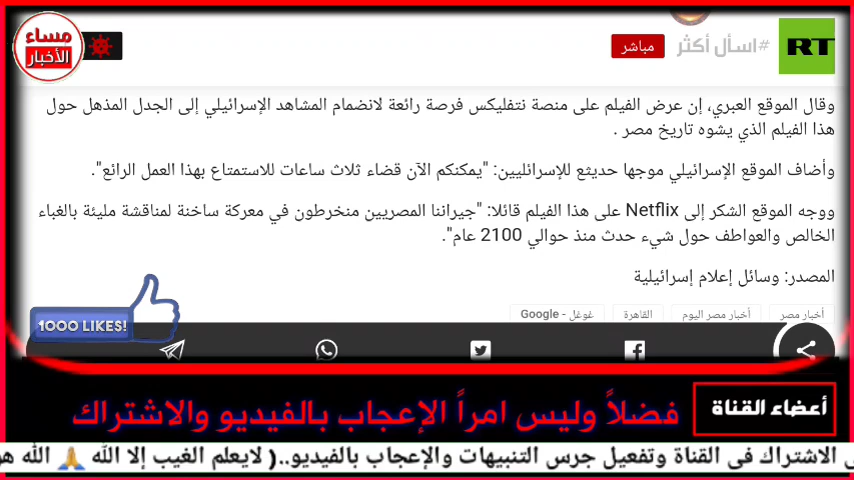 مساء
الأخبار
مباشر
#اسأل أكثر
RT
وقال الموقع العبري، إن عرض الفيلم على منصة نتفليكس فرصة رائعة لانضمام المشاهد الإسرائيلي إلى الجدل المذهل حول
هذا الفيلم الذي يشوه تاريخ مصر .
وأضاف الموقع الإسرائيلي موجها حديثع للإسرائليين: "يمكنكم الآن قضاء ثلاث ساعات للاستمتاع بهذا العمل الرائع".
ووجه الموقع الشكر إلى Netflix على هذا الفيلم قائلا: "جيراننا المصريين منخرطون في معركة ساخنة لمناقشة مليئة بالغباء
الخالص والعواطف حول شيء حدث منذ حوالي 2100 عام".
المصدر: وسائل إعلام إسرائيلية
أخبار مصر
أخبار مصر اليوم
القاهرة
غوغل - Google
1000 LIKES!
أعضاء القناة
فضلاً وليس امراً الإعجاب بالفيديو والاشتراك
الاشتراك فى القناة وتفعيل جرس التنبيهات والإعجاب بالفيديو..( لايعلم الغيب إلا الله 🙏 الله